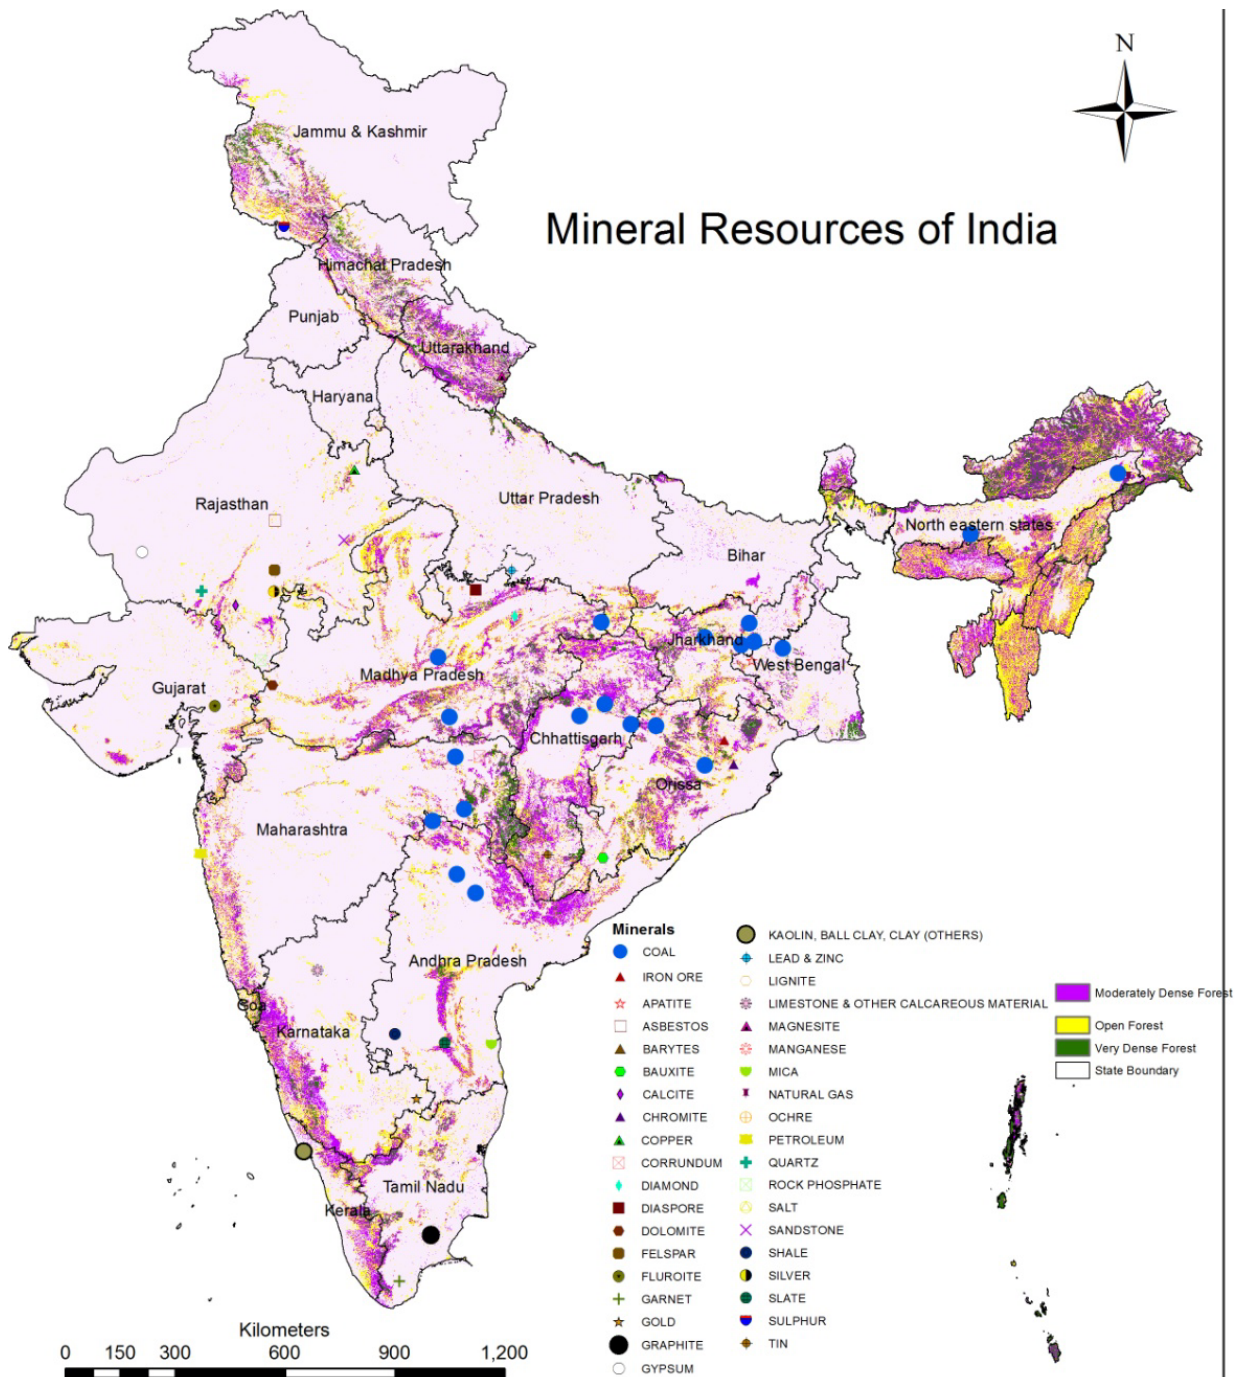 N
Jammu & Kashmir
Mineral Resources of India
Himachal Pradesh
Punjab
Uttarakhand
Haryana
Rajasthan
Uttar Pradesh
North eastern states
Bihar
Jharkhand
West Bengal
Madhya Pradesh
Gujarat
Chhattisgarh
Orissa
Maharashtra
Andhra Pradesh
Goa
Karnataka
Tamil Nadu
Kerala
Minerals
COAL
IRON ORE
APATITE
ASBESTOS
BARYTES
BAUXITE
CALCITE
CHROMITE
COPPER
CORRUNDUM
DIAMOND
DIASPORE
DOLOMITE
FELSPAR
FLUROITE
GARNET
GOLD
GRAPHITE
GYPSUM
KAOLIN, BALL CLAY, CLAY (OTHERS)
LEAD & ZINC
LIGNITE
LIMESTONE & OTHER CALCAREOUS MATERIAL
MAGNESITE
MANGANESE
MICA
NATURAL GAS
OCHRE
PETROLEUM
QUARTZ
ROCK PHOSPHATE
SALT
SANDSTONE
SHALE
SILVER
SLATE
SULPHUR
TIN
Moderately Dense Forest
Open Forest
Very Dense Forest
State Boundary
Kilometers
0 150 300 600 900 1,200